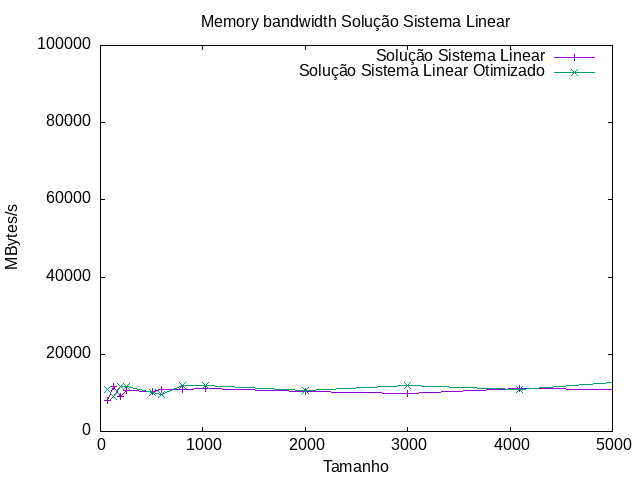 Memory bandwidth Solução Sistema Linear
Solução Sistema Linear
Solução Sistema Linear Otimizado
100000
80000
60000
40000
20000
0
MBytes/s
0 1000 2000 3000 4000 5000
Tamanho